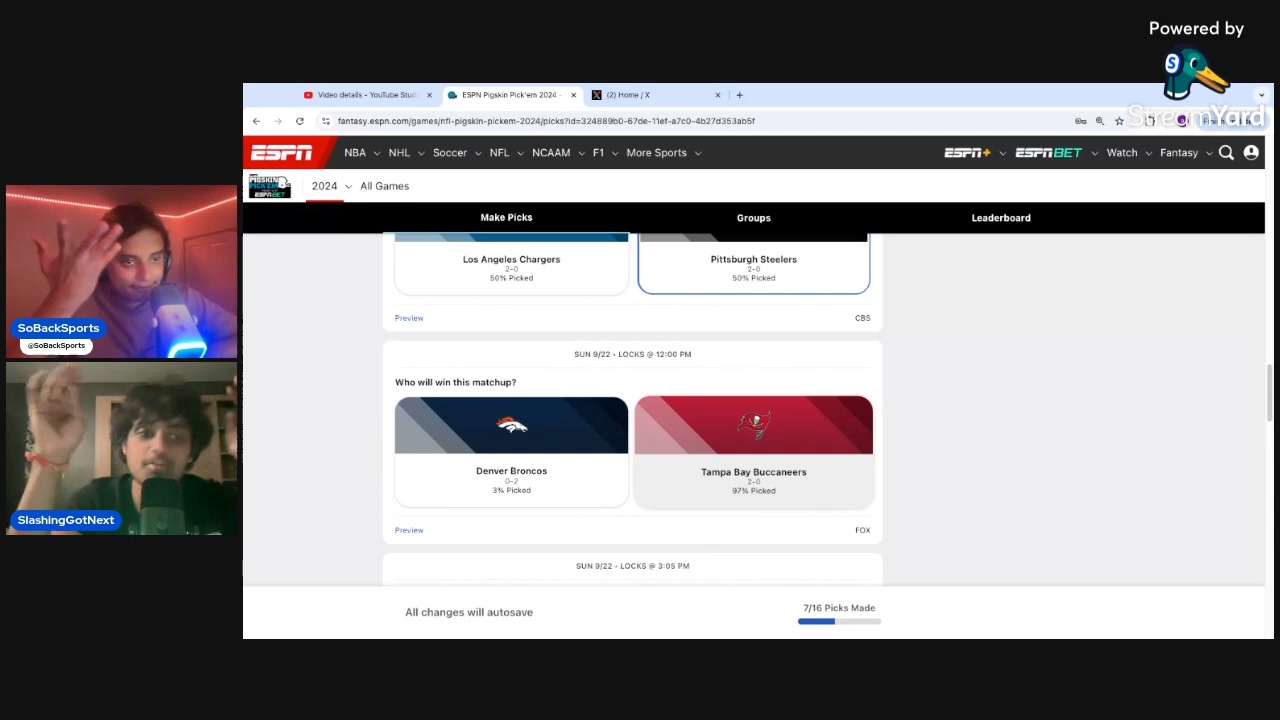 Powered by
StreamYard
Video details - YouTube Stud
ESPN Pigskin Pick'em 2024 -
(2) Home / X
fantasy.espn.com/games/nfl-pigskin-pickem-2024/picks?id=324889b0-67de-11ef-a7c0-4b27d353ab5f
ESPN
NBA
NHL
Soccer
NFL
NCAAM
F1
More Sports
ESPN+
ESPN BET
Watch
Fantasy
PIGSKIN
PICK'EM
2024
All Games
Make Picks
Groups
Leaderboard
Los Angeles Chargers
2-0
50% Picked
Pittsburgh Steelers
2-0
50% Picked
Preview
CBS
SUN 9/22 • LOCKS @ 12:00 PM
Who will win this matchup?
Denver Broncos
0-2
3% Picked
Tampa Bay Buccaneers
2-0
97% Picked
Preview
FOX
SUN 9/22 • LOCKS @ 3:05 PM
All changes will autosave
7/16 Picks Made
SoBackSports
@SoBackSports
SlashingGotNext